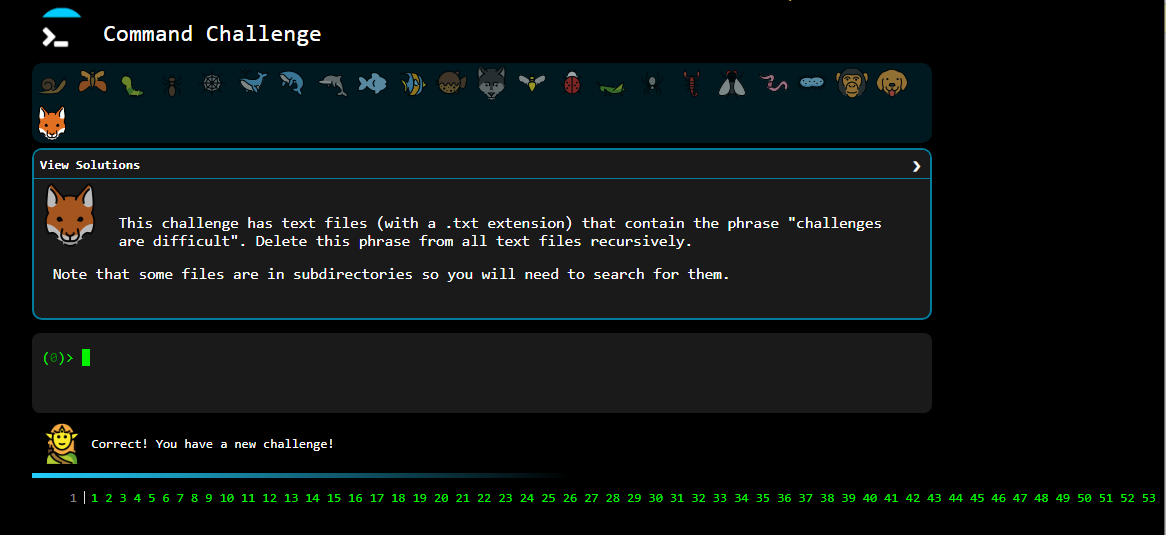 Command Challenge
View Solutions
This challenge has text files (with a .txt extension) that contain the phrase "challenges
are difficult". Delete this phrase from all text files recursively.
Note that some files are in subdirectories so you will need to search for them.
(0)>
Correct! You have a new challenge!
1 1 2 3 4 5 6 7 8 9 10 11 12 13 14 15 16 17 18 19 20 21 22 23 24 25 26 27 28 29 30 31 32 33 34 35 36 37 38 39 40 41 42 43 44 45 46 47 48 49 50 51 52 53